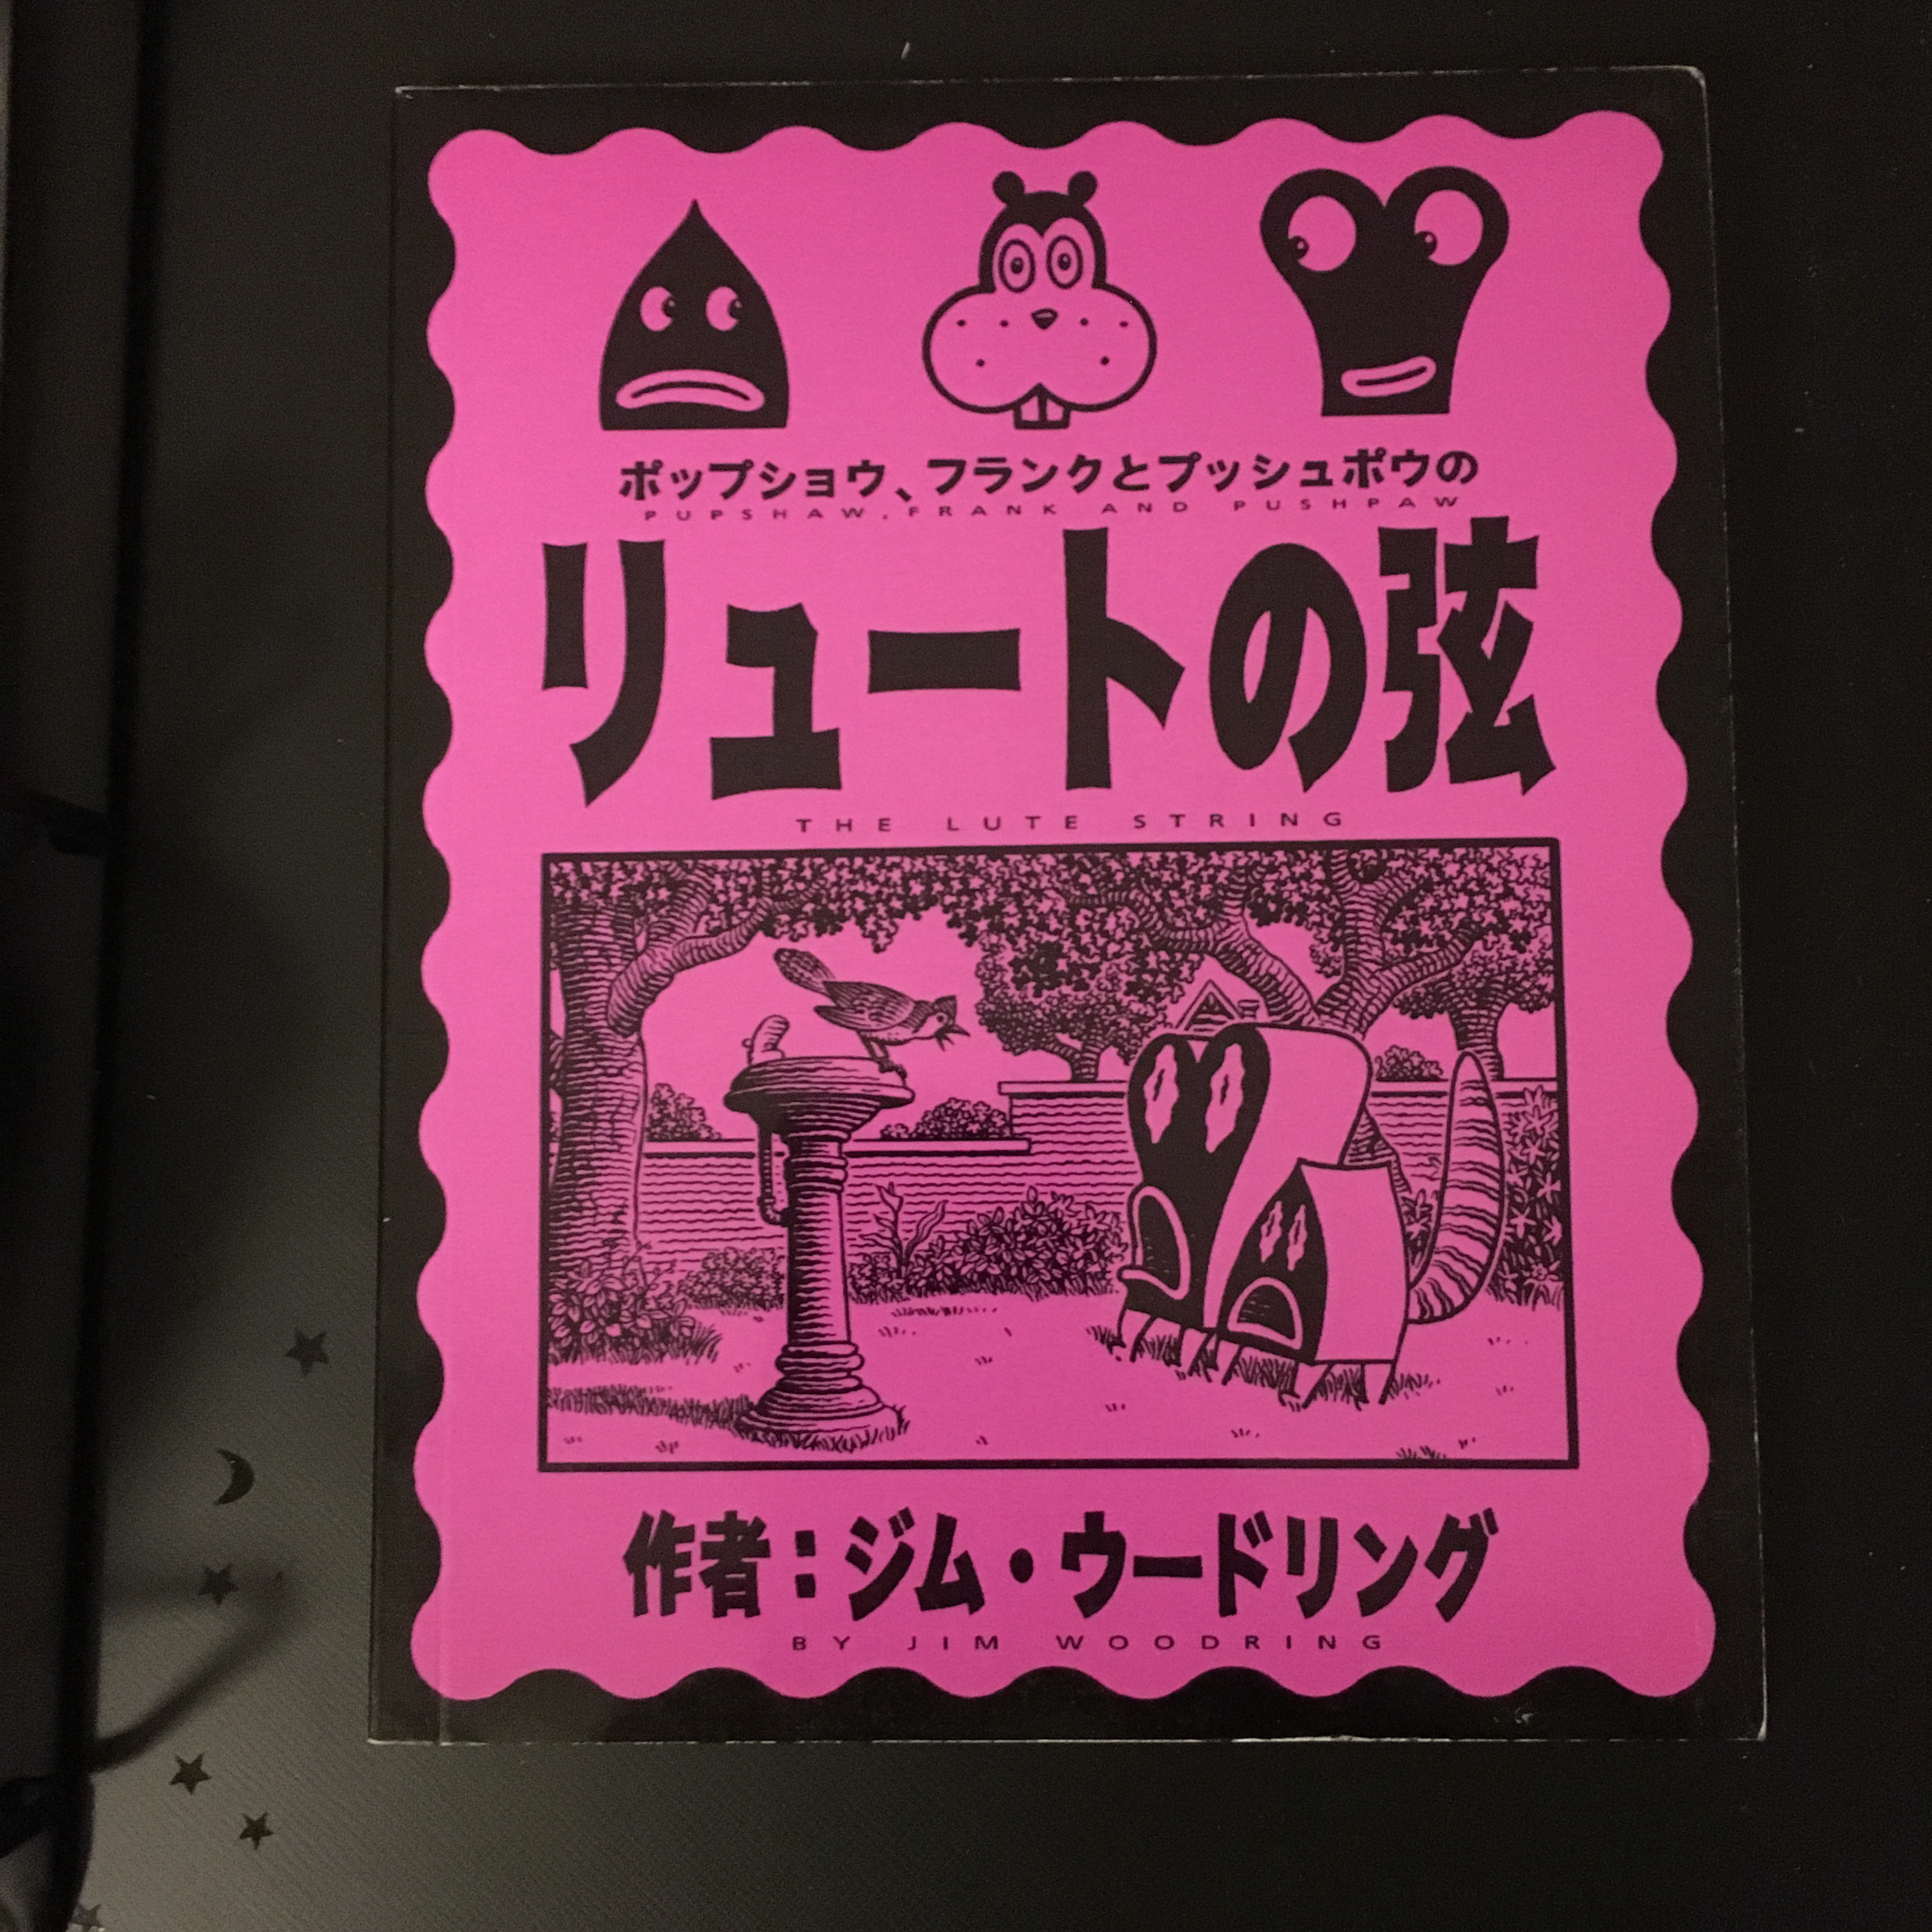 ポップショウ、フランクとプッシュポウの
PUPSHAW, FRANK AND PUSHPAW
リュートの弦
THE LUTE STRING
作者：ジム・ウードリング
BY JIM WOODRING